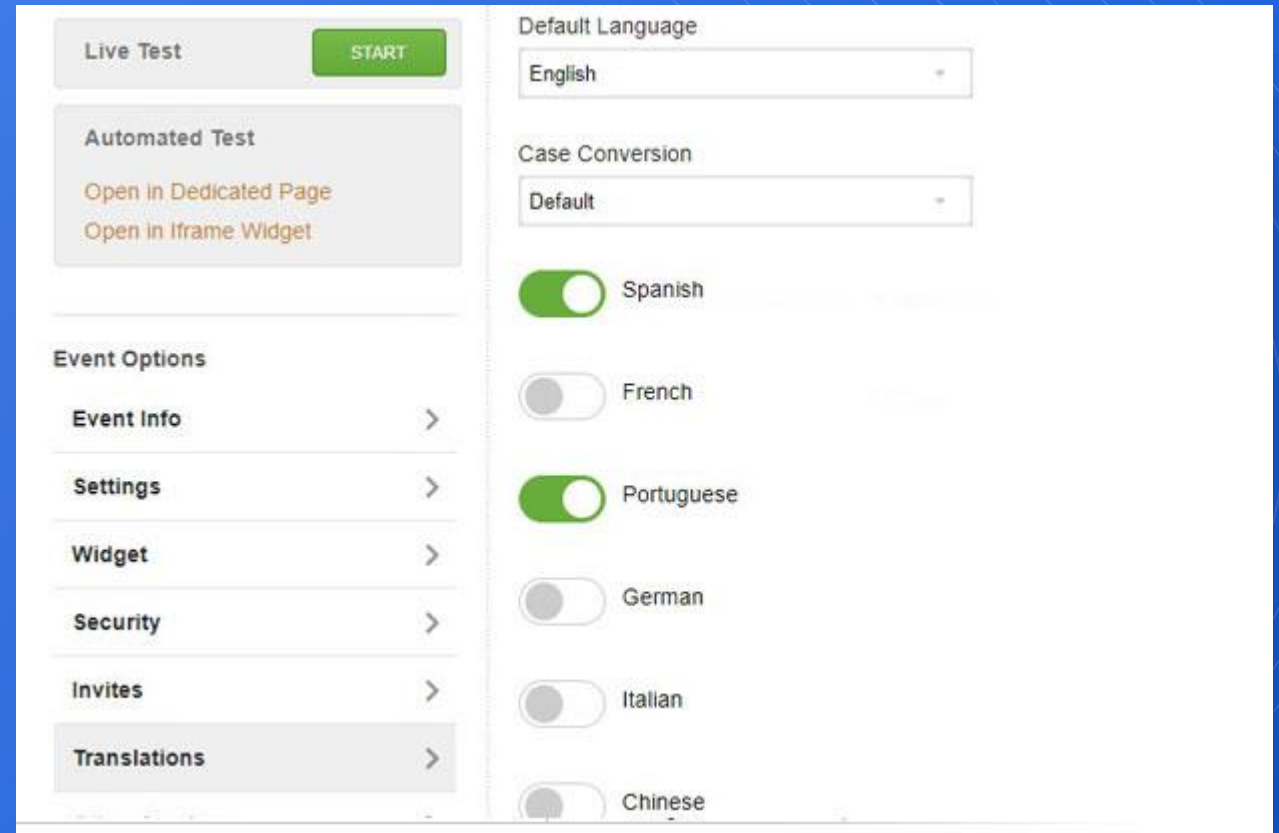 Live Test
START
Automated Test
Open in Dedicated Page
Open in Iframe Widget
Event Options
Event Info
Settings
Widget
Security
Invites
Translations
Default Language
English
Case Conversion
Default
Spanish
French
Portuguese
German
Italian
Chinese